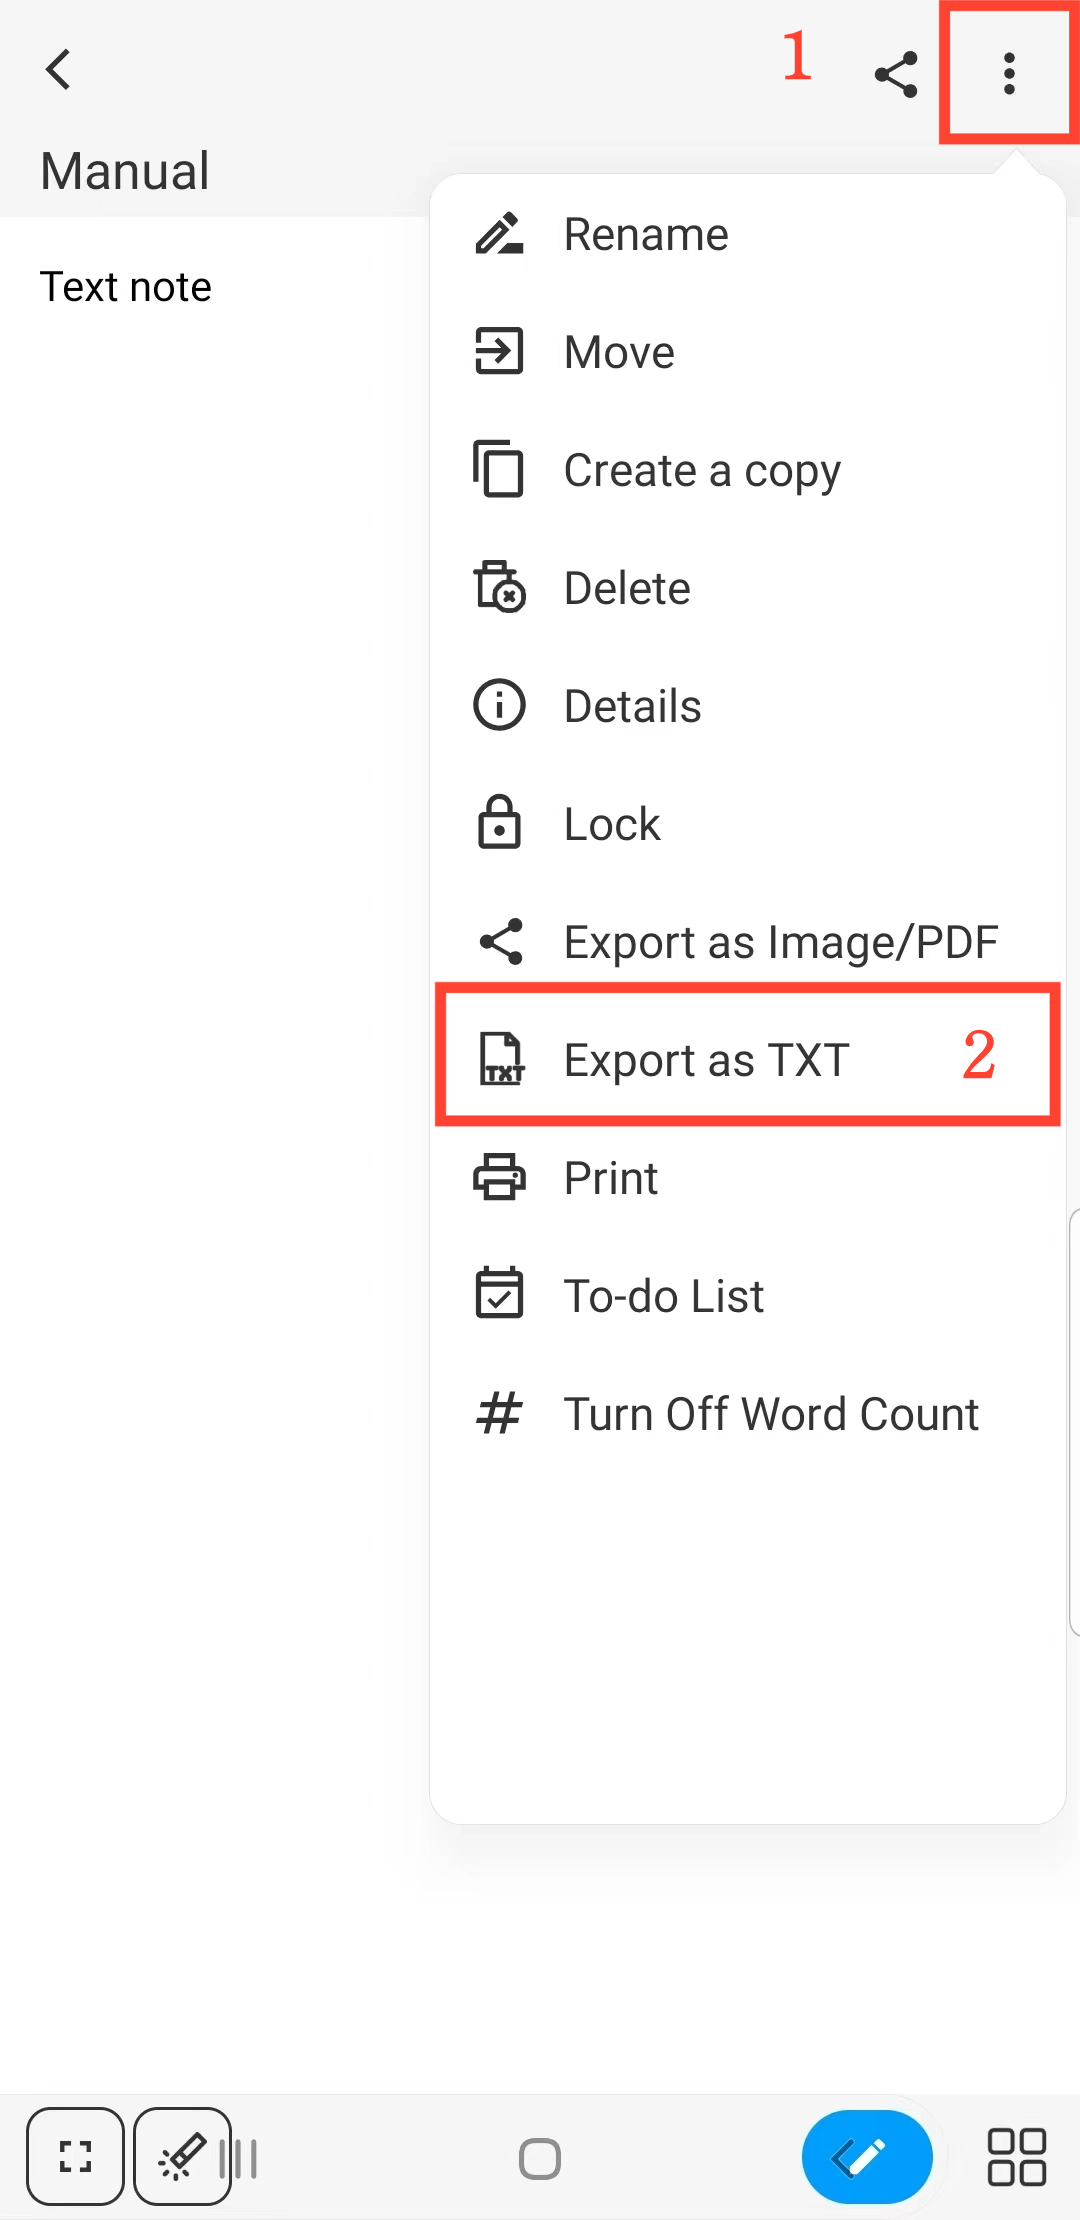 1
Manual
Text note
Rename
Move
Create a copy
Delete
Details
Lock
Export as Image/PDF
TXT Export as TXT 2
Print
To-do List
# Turn Off Word Count